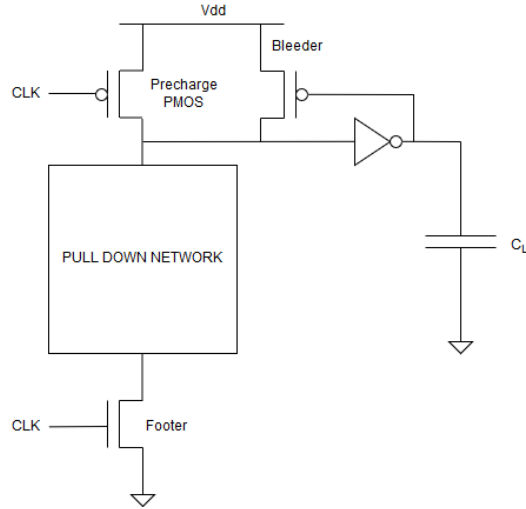 Vdd
Bleeder
CLK
Precharge
PMOS
PULL DOWN NETWORK
CL
CLK
Footer